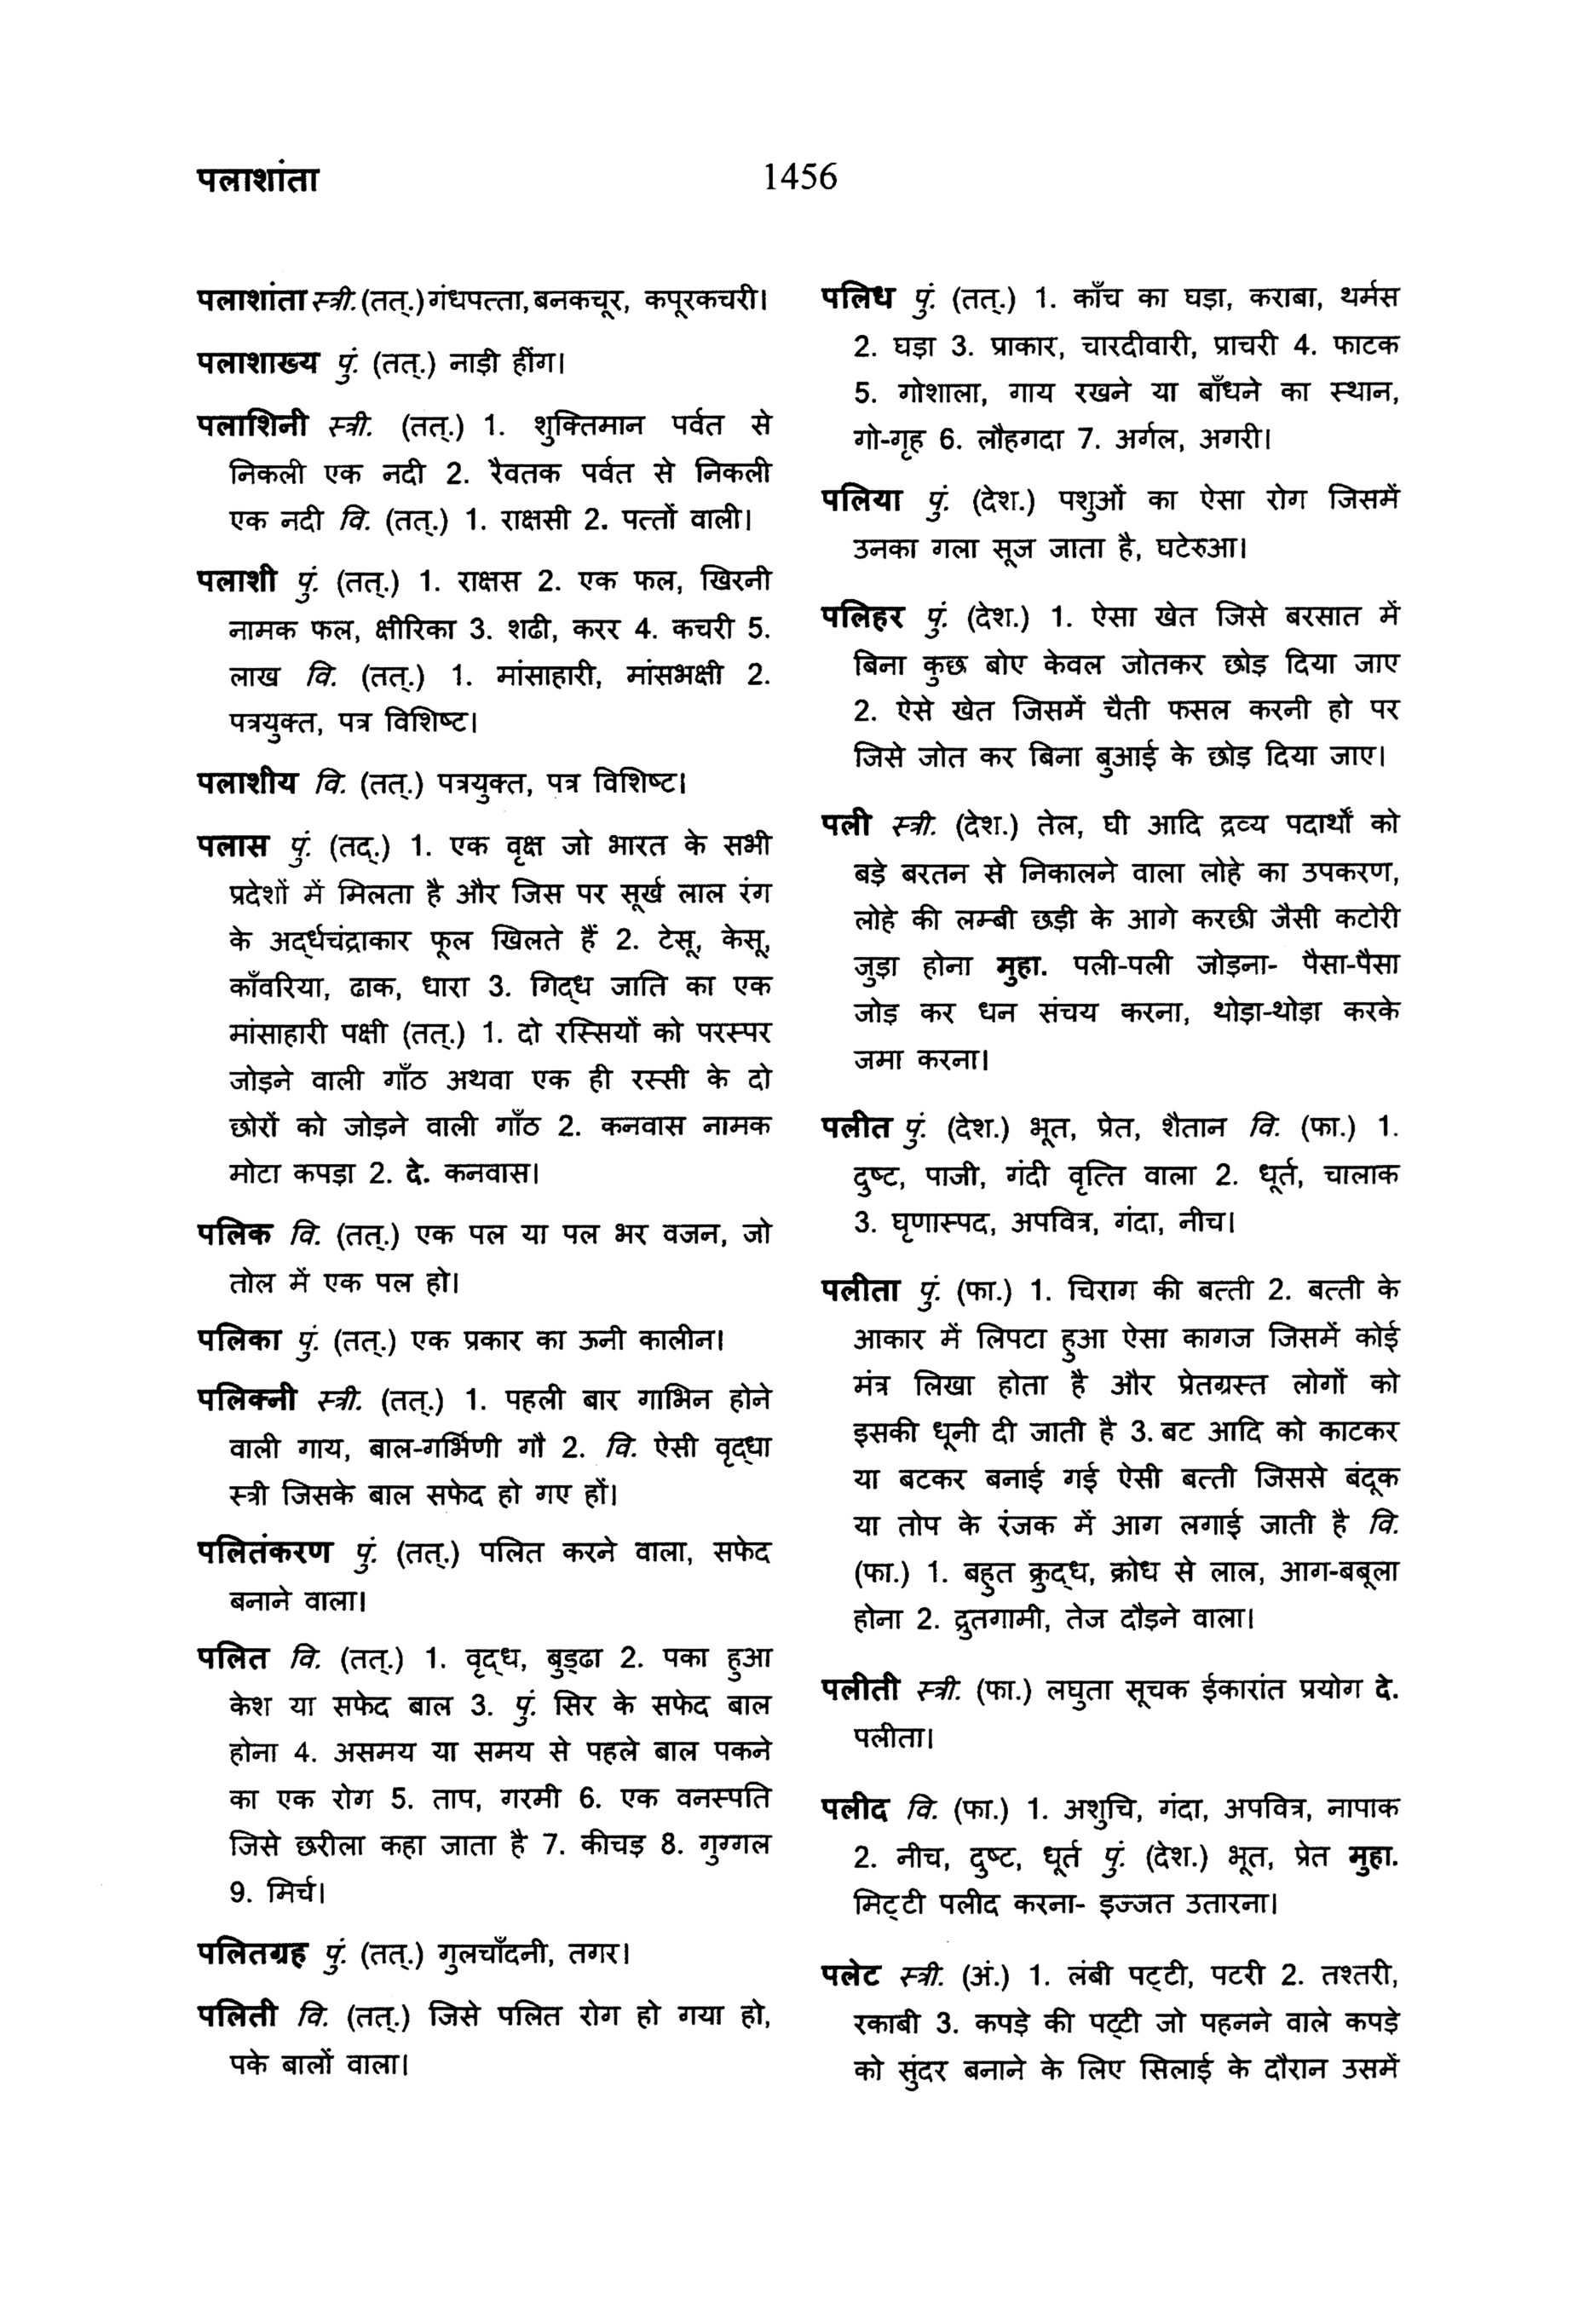 पलाशांता
1456
पलाशांता स्त्री. (तत्.) गंधपत्ता, बनकचूर, कपूरकचरी।
पलाशाख्य पुं. (तत्.) नाड़ी हींग।
पलाशिनी स्त्री. (तत्.) 1. शुक्तिमान पर्वत से
निकली एक नदी 2. रैवतक पर्वत से निकली
एक नदी वि. (तत्.) 1. राक्षसी 2. पत्तों वाली।
पलाशी पुं. (तत्.) 1. राक्षस 2. एक फल, खिरनी
नामक फल, क्षीरिका 3. शढी, करर 4. कचरी 5.
लाख वि. (तत्.) 1. मांसाहारी, मांसभक्षी 2.
पत्रयुक्त, पत्र विशिष्ट।
पलाशीय वि. (तत्.) पत्रयुक्त, पत्र विशिष्ट।
पलास पुं. (तद्.) 1. एक वृक्ष जो भारत के सभी
प्रदेशों में मिलता है और जिस पर सूर्ख लाल रंग
के अर्द्धचंद्राकार फूल खिलते हैं 2. टेसू, केसू,
काँवरिया, ढाक, धारा 3. गिद्ध जाति का एक
मांसाहारी पक्षी (तत्.) 1. दो रस्सियों को परस्पर
जोड़ने वाली गाँठ अथवा एक ही रस्सी के दो
छोरों को जोड़ने वाली गाँठ 2. कनवास नामक
मोटा कपड़ा 2. दे. कनवास।
पलिक वि. (तत्.) एक पल या पल भर वजन, जो
तोल में एक पल हो।
पलिका पुं. (तत्.) एक प्रकार का ऊनी कालीन।
पलिक्नी स्त्री. (तत्.) 1. पहली बार गाभिन होने
वाली गाय, बाल-गर्भिणी गौ 2. वि. ऐसी वृद्धा
स्त्री जिसके बाल सफेद हो गए हों।
पलितंकरण पुं. (तत्.) पलित करने वाला, सफेद
बनाने वाला।
पलित वि. (तत्.) 1. वृद्ध, बुड्ढा 2. पका हुआ
केश या सफेद बाल 3. पुं. सिर के सफेद बाल
होना 4. असमय या समय से पहले बाल पकने
का एक रोग 5. ताप, गरमी 6. एक वनस्पति
जिसे छरीला कहा जाता है 7. कीचड़ 8. गुग्गल
9. मिर्च।
पलितग्रह पुं. (तत्.) गुलचाँदनी, तगर।
पलिती वि. (तत्.) जिसे पलित रोग हो गया हो,
पके बालों वाला।
पलिध पुं. (तत्.) 1. काँच का घड़ा, कराबा, थर्मस
2. घड़ा 3. प्राकार, चारदीवारी, प्राचरी 4. फाटक
5. गोशाला, गाय रखने या बाँधने का स्थान,
गो-गृह 6. लौहगदा 7. अर्गल, अगरी।
पलिया पुं. (देश.) पशुओं का ऐसा रोग जिसमें
उनका गला सूज जाता है, घटेरुआ।
पलिहर पुं. (देश.) 1. ऐसा खेत जिसे बरसात में
बिना कुछ बोए केवल जोतकर छोड़ दिया जाए
2. ऐसे खेत जिसमें चैती फसल करनी हो पर
जिसे जोत कर बिना बुआई के छोड़ दिया जाए।
पली स्त्री. (देश.) तेल, घी आदि द्रव्य पदार्थों को
बड़े बरतन से निकालने वाला लोहे का उपकरण,
लोहे की लम्बी छड़ी के आगे करछी जैसी कटोरी
जुड़ा होना मुहा. पली-पली जोड़ना- पैसा-पैसा
जोड़ कर धन संचय करना, थोड़ा-थोड़ा करके
जमा करना।
पलीत पुं. (देश.) भूत, प्रेत, शैतान वि. (फा.) 1.
दुष्ट, पाजी, गंदी वृत्ति वाला 2. धूर्त, चालाक
3. घृणास्पद, अपवित्र, गंदा, नीच।
पलीता पुं. (फा.) 1. चिराग की बत्ती 2. बत्ती के
आकार में लिपटा हुआ ऐसा कागज जिसमें कोई
मंत्र लिखा होता है और प्रेतग्रस्त लोगों को
इसकी धूनी दी जाती है 3. बट आदि को काटकर
या बटकर बनाई गई ऐसी बत्ती जिससे बंदूक
या तोप के रंजक में आग लगाई जाती है वि.
(फा.) 1. बहुत क्रुद्ध, क्रोध से लाल, आग-बबूला
होना 2. द्रुतगामी, तेज दौड़ने वाला।
पलीती स्त्री. (फा.) लघुता सूचक ईकारांत प्रयोग दे.
पलीता।
पलीद वि. (फा.) 1. अशुचि, गंदा, अपवित्र, नापाक
2. नीच, दुष्ट, धूर्त पुं. (देश.) भूत, प्रेत मुहा.
मिट्टी पलीद करना- इज्जत उतारना।
पलेट स्त्री. (अं.) 1. लंबी पट्टी, पटरी 2. तश्तरी,
रकाबी 3. कपड़े की पट्टी जो पहनने वाले कपड़े
को सुंदर बनाने के लिए सिलाई के दौरान उसमें